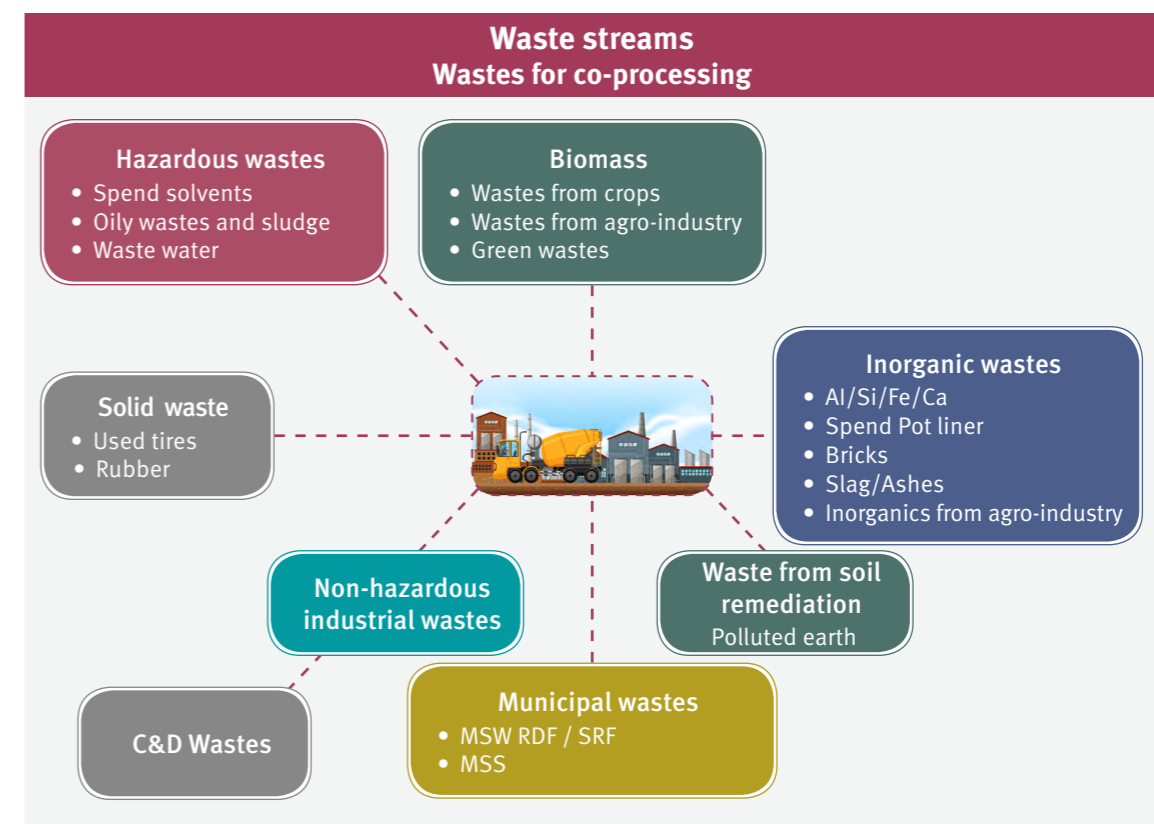 Waste streams
Wastes for co-processing
Hazardous wastes
• Spend solvents
• Oily wastes and sludge
• Waste water
Biomass
• Wastes from crops
• Wastes from agro-industry
• Green wastes
Solid waste
• Used tires
• Rubber
Inorganic wastes
• Al/Si/Fe/Ca
• Spend Pot liner
• Bricks
• Slag/Ashes
• Inorganics from agro-industry
Non-hazardous
industrial wastes
Waste from soil
remediation
Polluted earth
C&D Wastes
Municipal wastes
• MSW RDF / SRF
• MSS